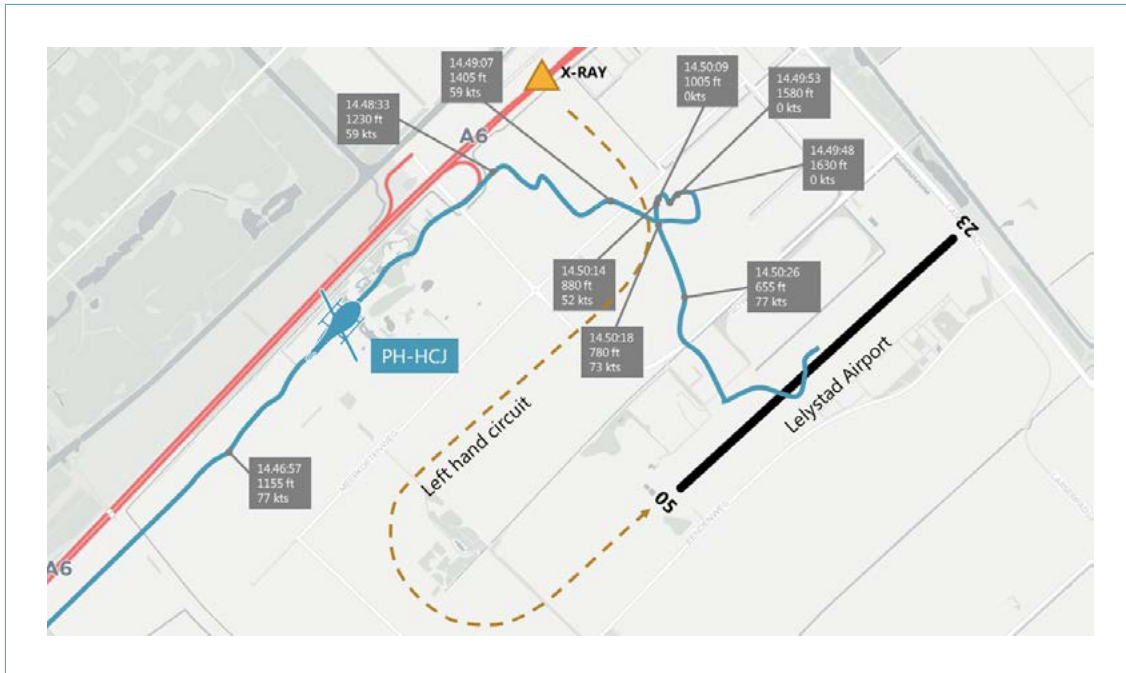 14.49:07
1405 ft
59 kts
X-RAY
14.50:09
1005 ft
0kts
14.49:53
1580 ft
0 kts
14.48:33
1230 ft
59 kts
A6
14.49:48
1630 ft
0 kts
23
14.50:14
880 ft
52 kts
14.50:26
655 ft
77 kts
14.50:18
780 ft
73 kts
PH-HCJ
Lelystad Airport
Left hand circuit
MEERKOETENWEG
14.46:57
1155 ft
77 kts
05
EENDENWEG
A6